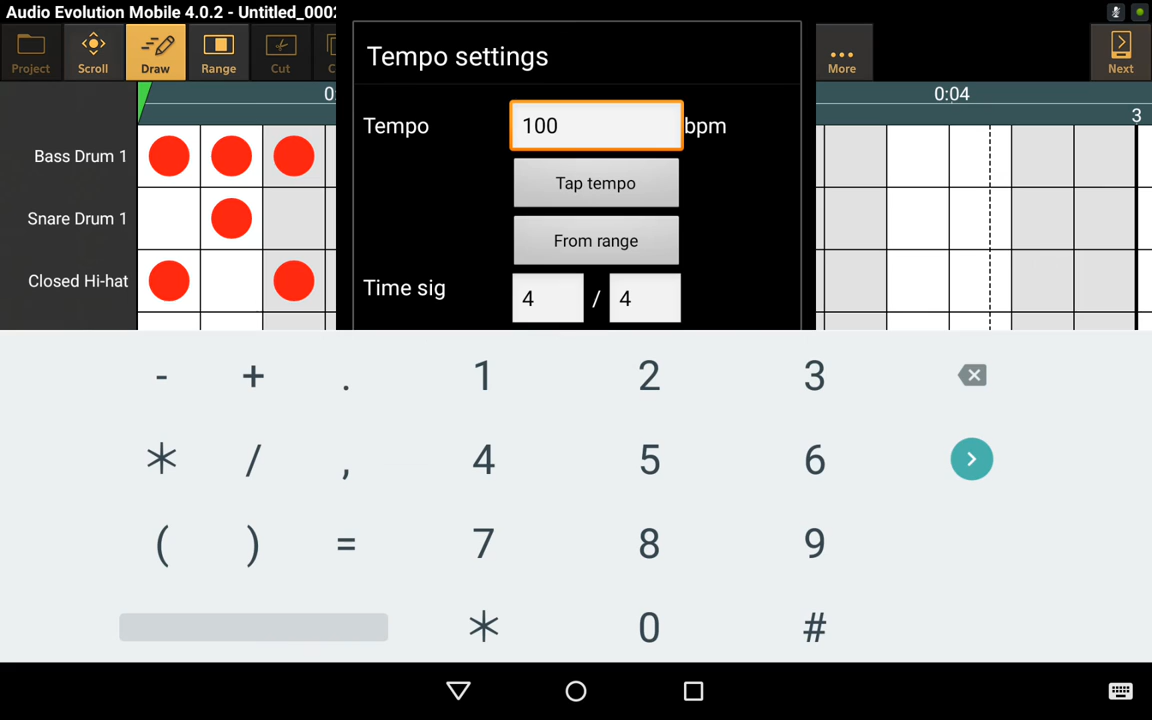 Audio Evolution Mobile 4.0.2 - Untitled_0002
Project Scroll Draw Range Cut More Next
Tempo settings
0:04
3
Tempo 100 bpm
Tap tempo
From range
Time sig 4 / 4
Bass Drum 1
Snare Drum 1
Closed Hi-hat
- + . 1 2 3
* / , 4 5 6
( ) = 7 8 9
* 0 #